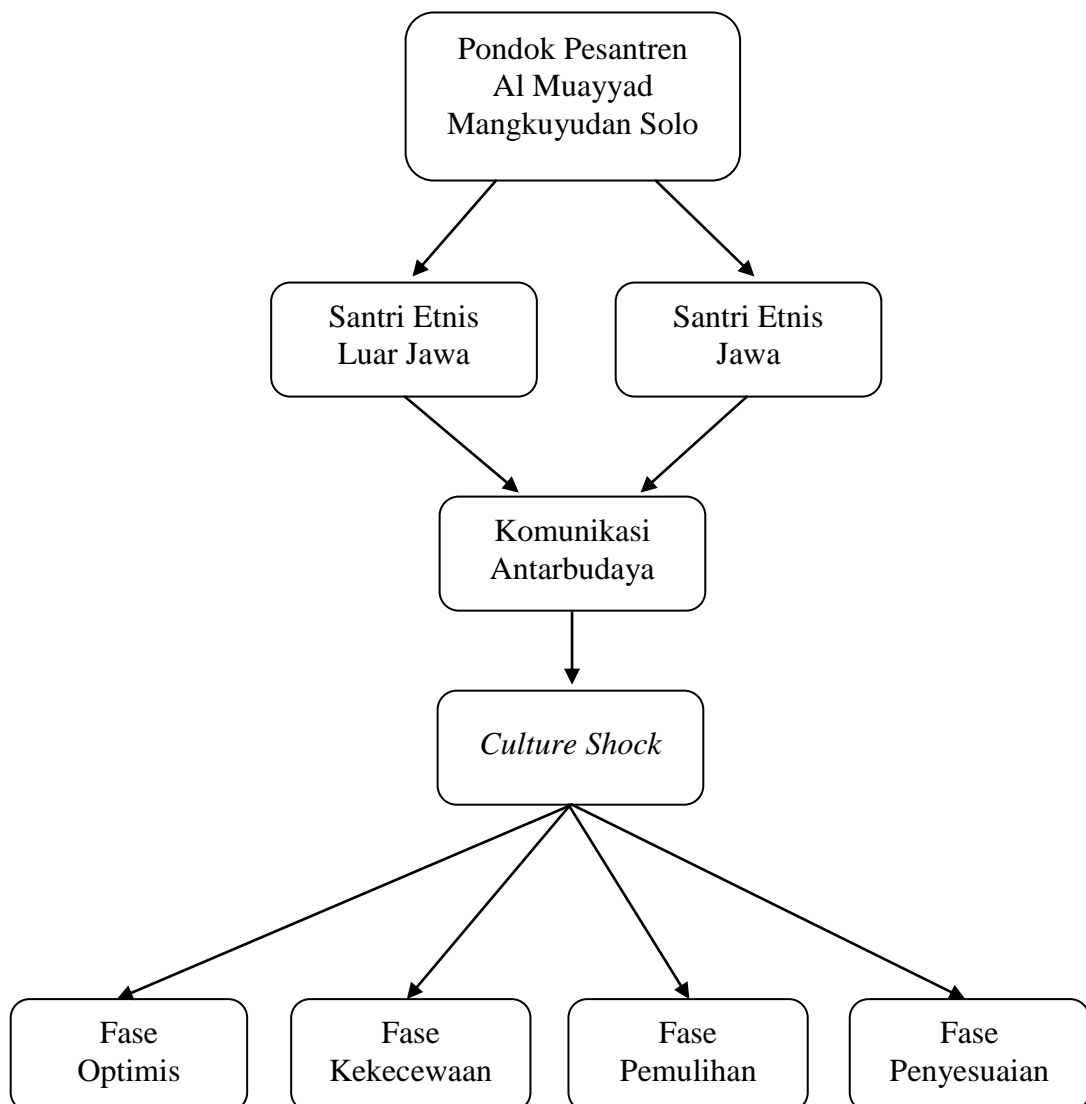 Pondok Pesantren
Al Muayyad
Mangkuyudan Solo
Santri Etnis
Luar Jawa
Santri Etnis
Jawa
Komunikasi
Antarbudaya
Culture Shock
Fase
Optimis
Fase
Kekecewaan
Fase
Pemulihan
Fase
Penyesuaian